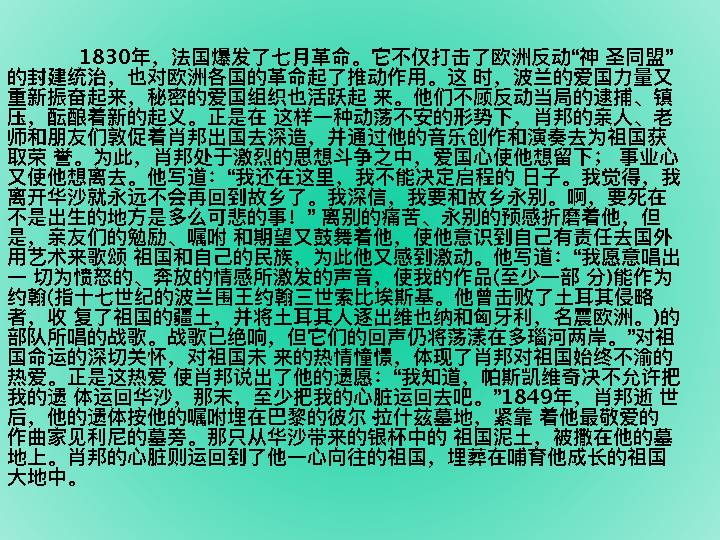 1830年，法国爆发了七月革命。它不仅打击了欧洲反动“神 圣同盟”
的封建统治，也对欧洲各国的革命起了推动作用。这 时，波兰的爱国力量又
重新振奋起来，秘密的爱国组织也活跃起 来。他们不顾反动当局的逮捕、镇
压，酝酿着新的起义。正是在 这样一种动荡不安的形势下，肖邦的亲人、老
师和朋友们敦促着肖邦出国去深造，并通过他的音乐创作和演奏去为祖国获
取荣 誉。为此，肖邦处于激烈的思想斗争之中，爱国心使他想留下； 事业心
又使他想离去。他写道：“我还在这里，我不能决定启程的 日子。我觉得，我
离开华沙就永远不会再回到故乡了。我深信，我要和故乡永别。啊，要死在
不是出生的地方是多么可悲的事！” 离别的痛苦、永别的预感折磨着他，但
是，亲友们的勉励、嘱咐 和期望又鼓舞着他，使他意识到自己有责任去国外
用艺术来歌颂 祖国和自己的民族，为此他又感到激动。他写道：“我愿意唱出
一 切为愤怒的、奔放的情感所激发的声音，使我的作品(至少一部 分)能作为
约翰(指十七世纪的波兰围王约翰三世索比埃斯基。他曾击败了土耳其侵略
者，收 复了祖国的疆土，并将土耳其人逐出维也纳和匈牙利，名震欧洲。)的
部队所唱的战歌。战歌已绝响，但它们的回声仍将荡漾在多瑙河两岸。”对祖
国命运的深切关怀，对祖国未 来的热情憧憬，体现了肖邦对祖国始终不渝的
热爱。正是这热爱 使肖邦说出了他的遗愿：“我知道，帕斯凯维奇决不允许把
我的遗 体运回华沙，那末，至少把我的心脏运回去吧。”1849年，肖邦逝 世
后，他的遗体按他的嘱咐埋在巴黎的彼尔·拉什兹墓地，紧靠 着他最敬爱的
作曲家见利尼的墓旁。那只从华沙带来的银杯中的 祖国泥土，被撒在他的墓
地上。肖邦的心脏则运回到了他一心向往的祖国，埋葬在哺育他成长的祖国
大地中。